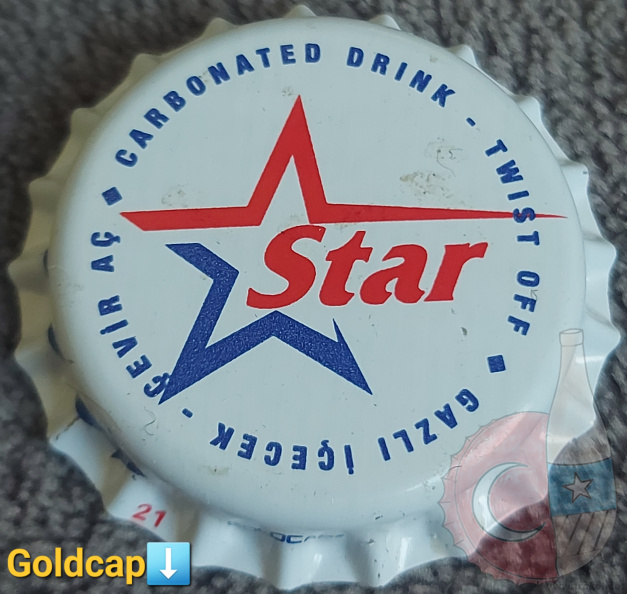 CARBONATED DRINK - TWIST OFF
GAZLI İÇECEK - ÇEVİR AÇ
Star
21
Goldcap